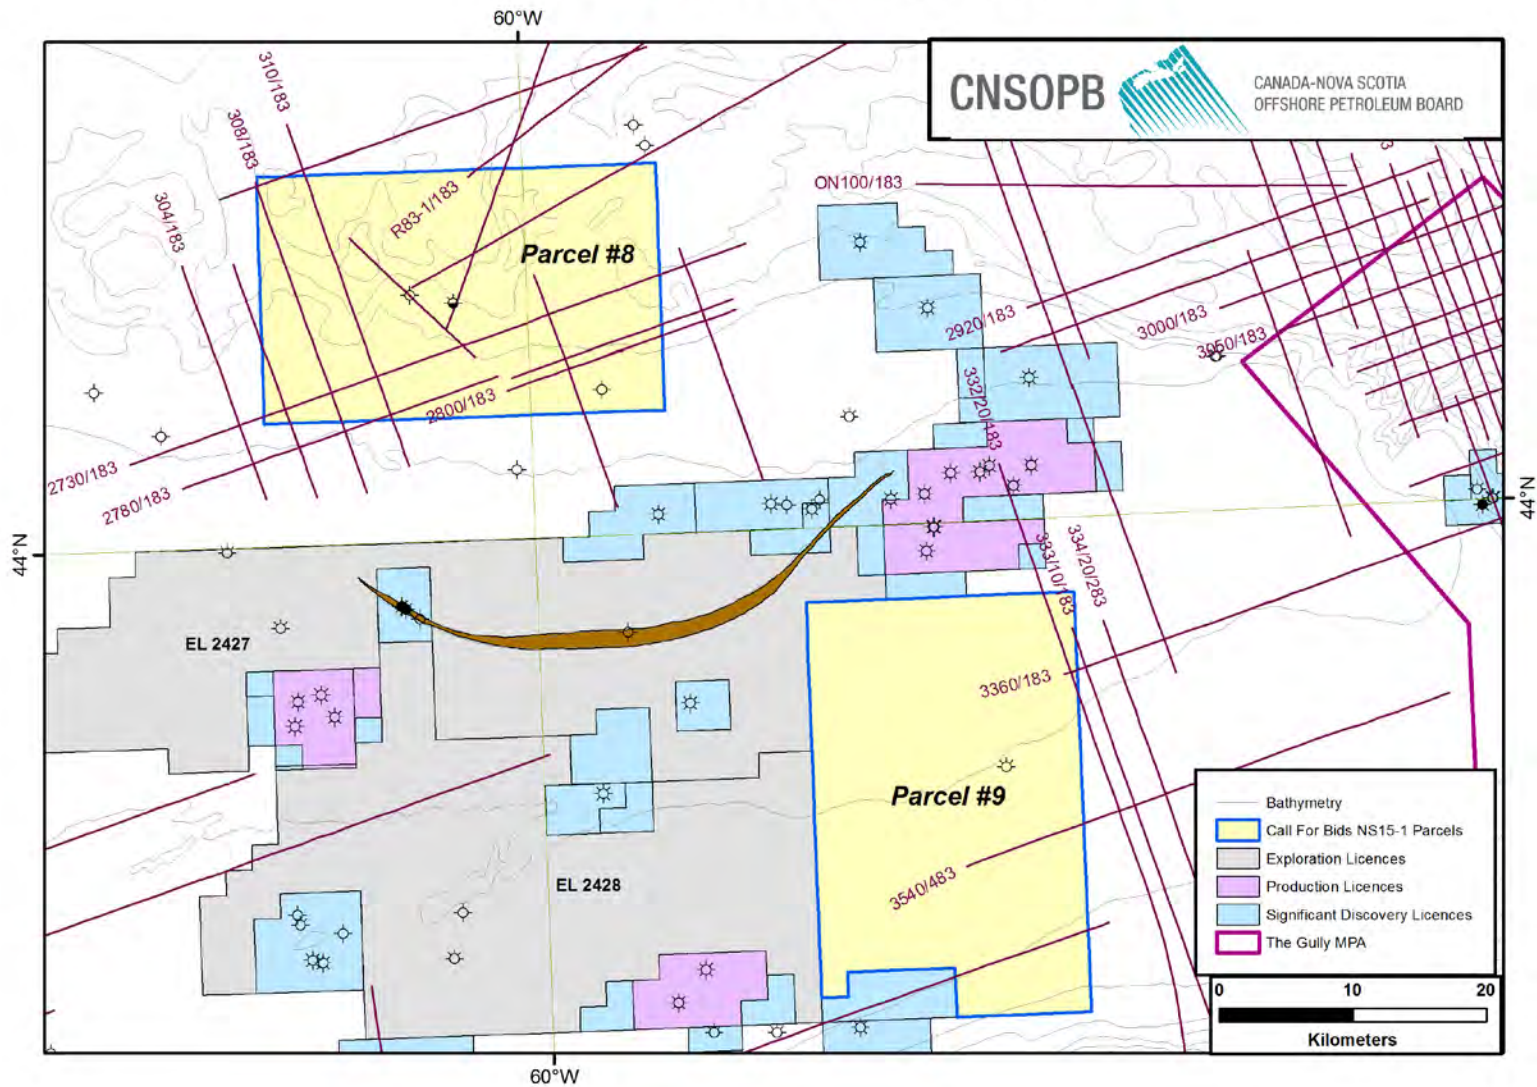 60°W
CNSOPB
CANADA-NOVA SCOTIA
OFFSHORE PETROLEUM BOARD
310/183
308/183
304/183
R83-1/183
ON100/183
Parcel #8
2920/183
3000/183
3050/183
332/20/183
2800/183
2730/183
2780/183
44°N
44°N
333/10/183
334/20/283
EL 2427
3360/183
Parcel #9
3540/483
EL 2428
Bathymetry
Call For Bids NS15-1 Parcels
Exploration Licences
Production Licences
Significant Discovery Licences
The Gully MPA
0 10 20
Kilometers
60°W